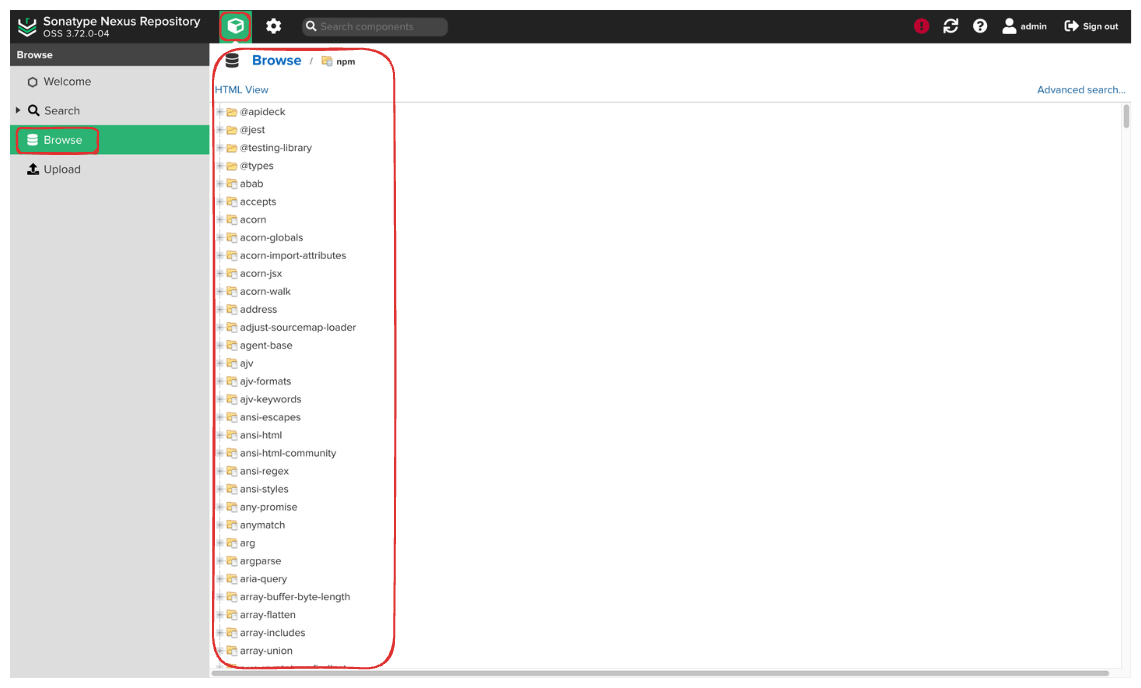 Sonatype Nexus Repository
OSS 3.72.0-04
Search components
admin
Sign out
Browse
Welcome
Search
Browse
Upload
Browse / npm
HTML View
Advanced search...
@apideck
@jest
@testing-library
@types
abab
accepts
acorn
acorn-globals
acorn-import-attributes
acorn-jsx
acorn-walk
address
adjust-sourcemap-loader
agent-base
ajv
ajv-formats
ajv-keywords
ansi-escapes
ansi-html
ansi-html-community
ansi-regex
ansi-styles
any-promise
anymatch
arg
argparse
aria-query
array-buffer-byte-length
array-flatten
array-includes
array-union